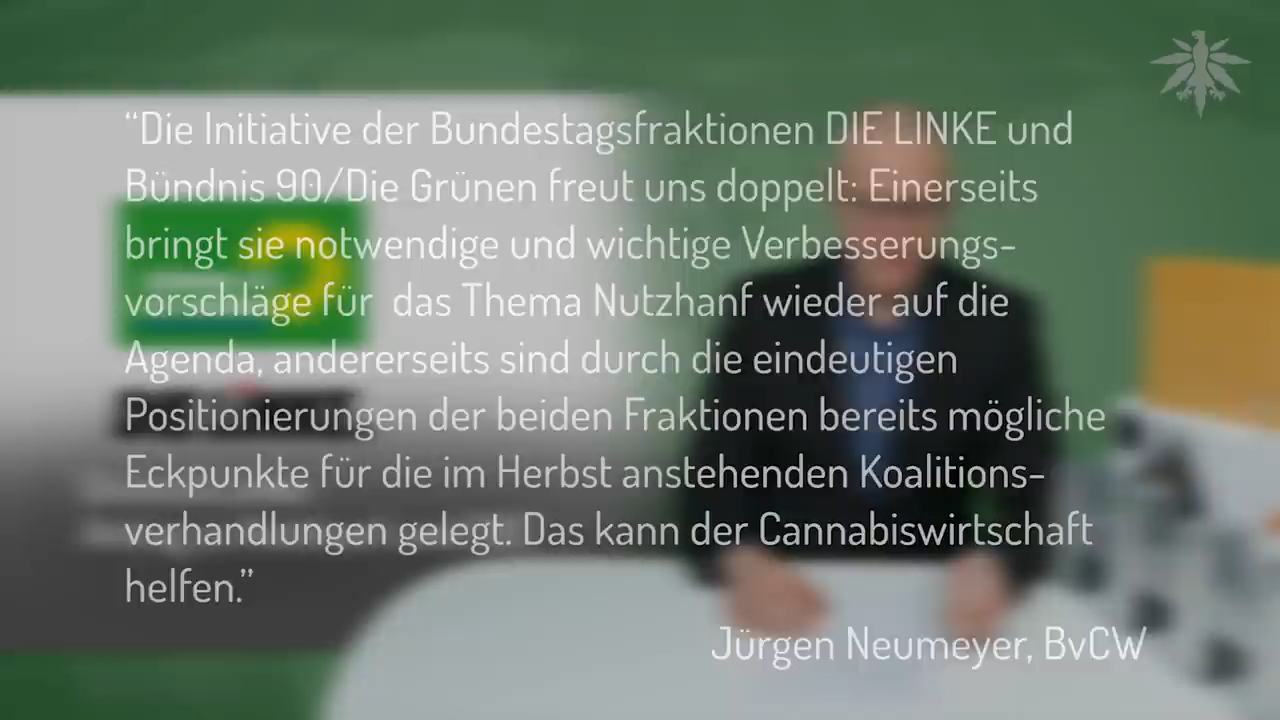 “Die Initiative der Bundestagsfraktionen DIE LINKE und
Bündnis 90/Die Grünen freut uns doppelt: Einerseits
bringt sie notwendige und wichtige Verbesserungs-
vorschläge für  das Thema Nutzhanf wieder auf die
Agenda, andererseits sind durch die eindeutigen
Positionierungen der beiden Fraktionen bereits mögliche
Eckpunkte für die im Herbst anstehenden Koalitions-
verhandlungen gelegt. Das kann der Cannabiswirtschaft
helfen.”
Jürgen Neumeyer, BvCW